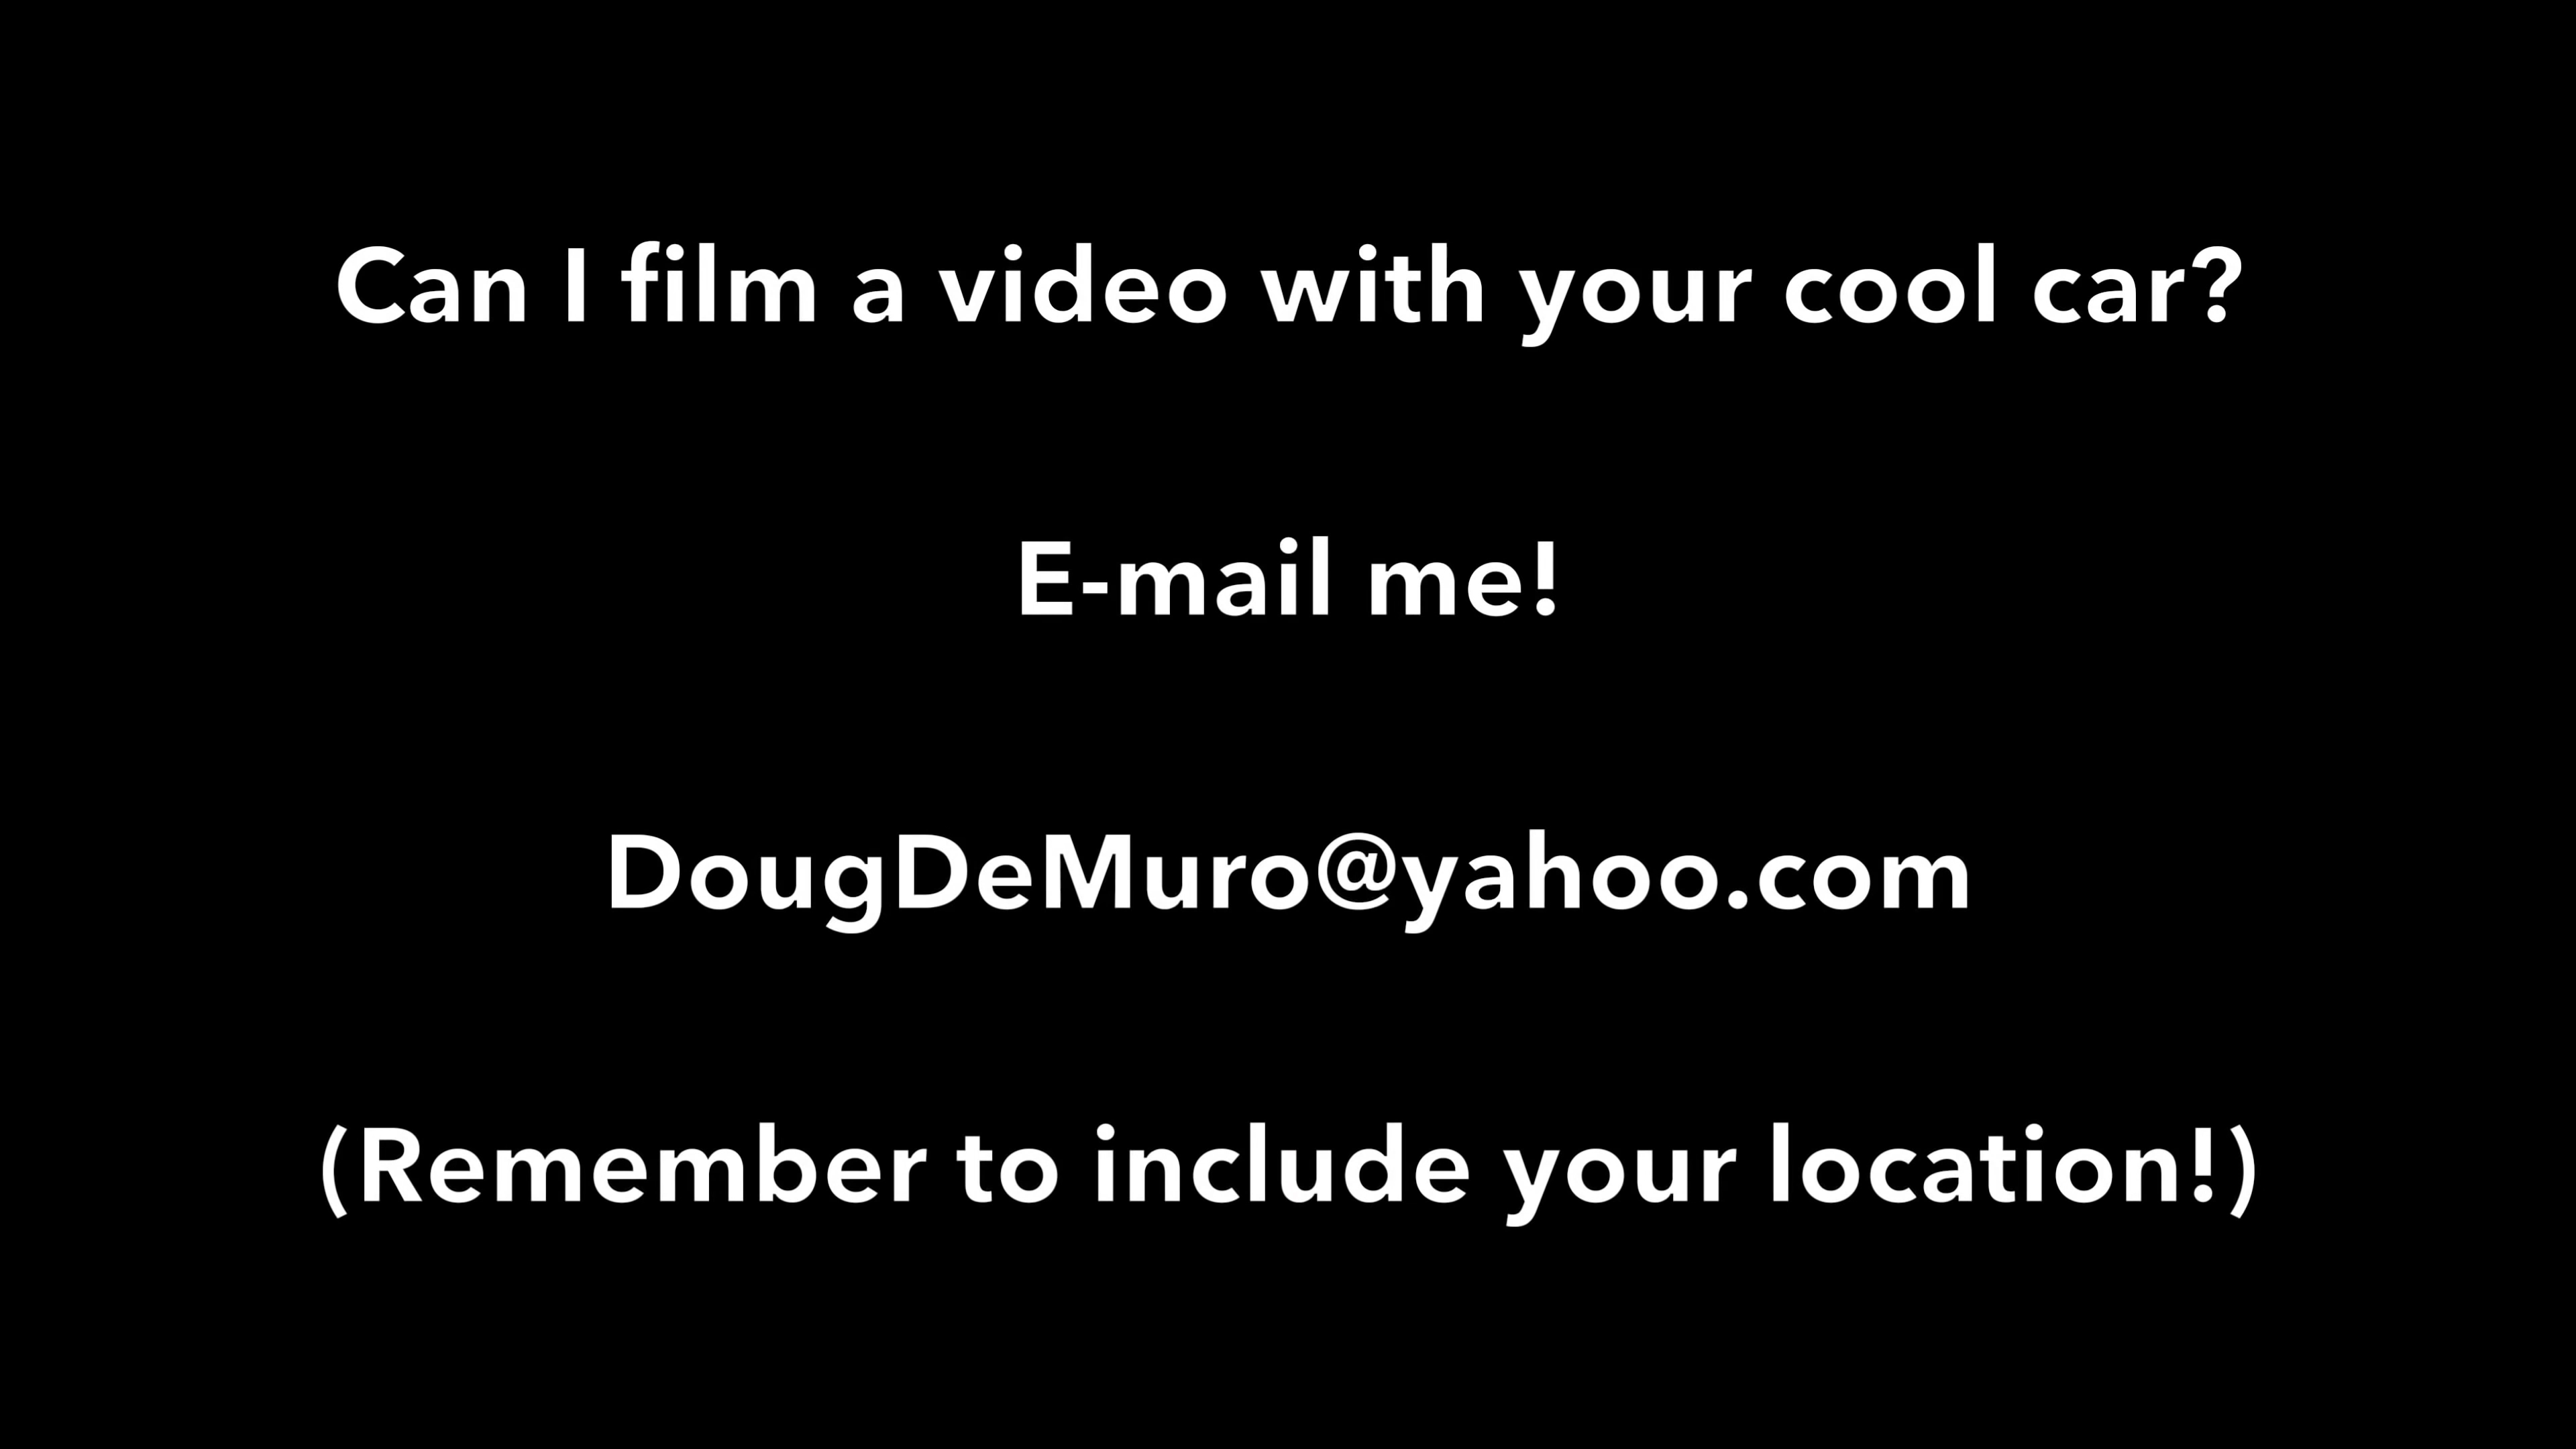 Can I film a video with your cool car?
E-mail me!
DougDeMuro@yahoo.com
(Remember to include your location!)